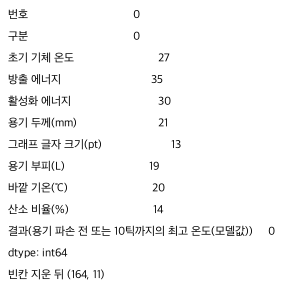 번호 0
구분 0
초기 기체 온도 27
방출 에너지 35
활성화 에너지 30
용기 두께(mm) 21
그래프 글자 크기(pt) 13
용기 부피(L) 19
바깥 기온(℃) 20
산소 비율(%) 14
결과(용기 파손 전 또는 10틱까지의 최고 온도(모델값)) 0
dtype: int64
빈칸 지운 뒤 (164, 11)